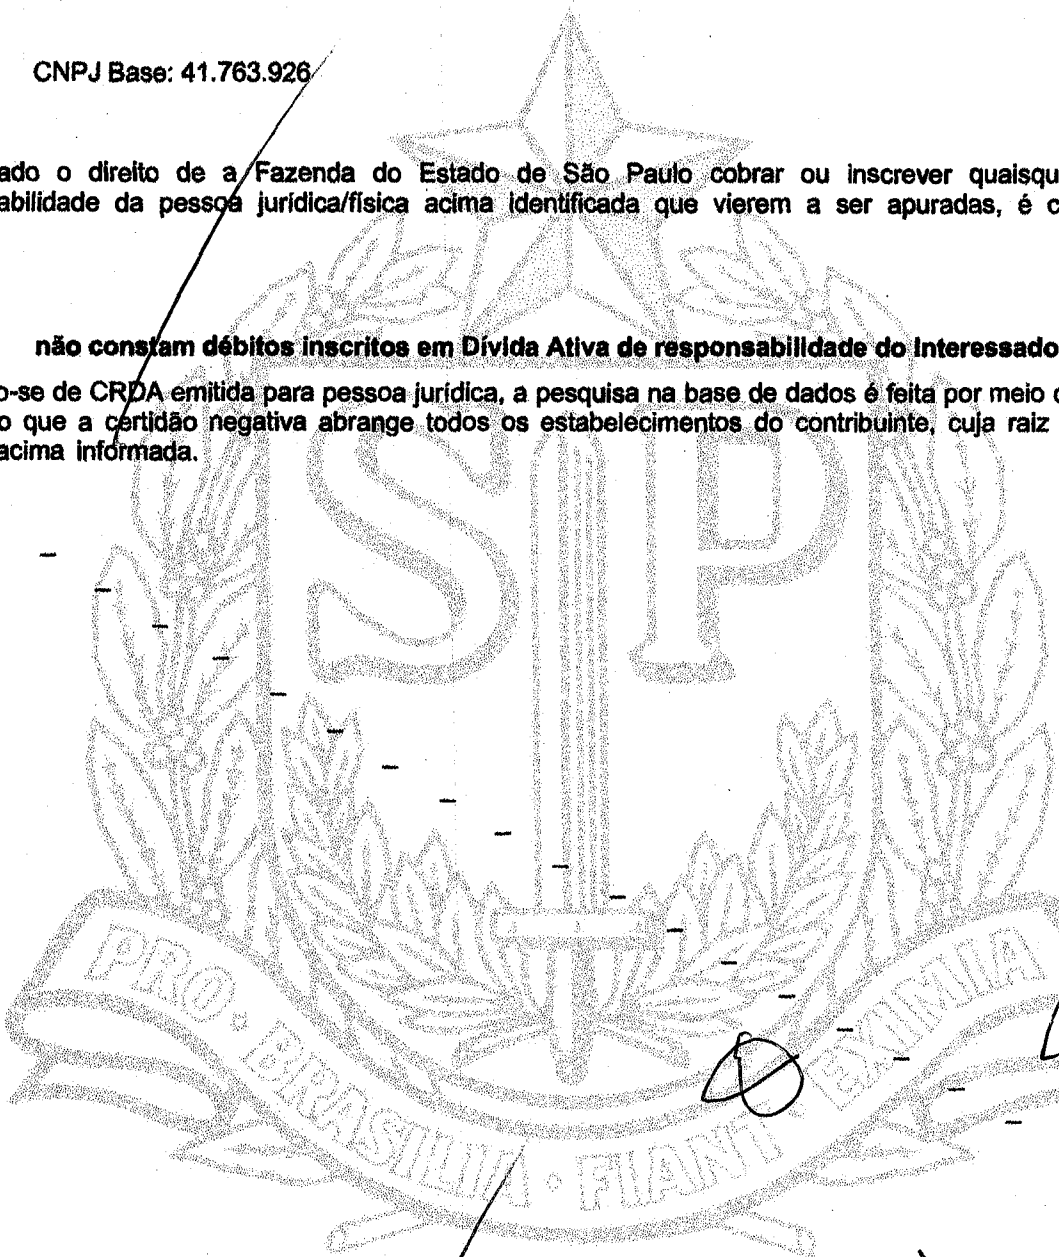 CNPJ Base: 41.763.926
ado o direito de a Fazenda do Estado de São Paulo cobrar ou inscrever quaisqu
abilidade da pessoa jurídica/física acima identificada que vierem a ser apuradas, é c
não constam débitos inscritos em Dívida Ativa de responsabilidade do Interessado
o-se de CRDA emitida para pessoa jurídica, a pesquisa na base de dados é feita por meio d
o que a certidão negativa abrange todos os estabelecimentos do contribuinte, cuja raiz
acima informada.
SP
PRO · BRASILIA · FIANT · EXIMIA